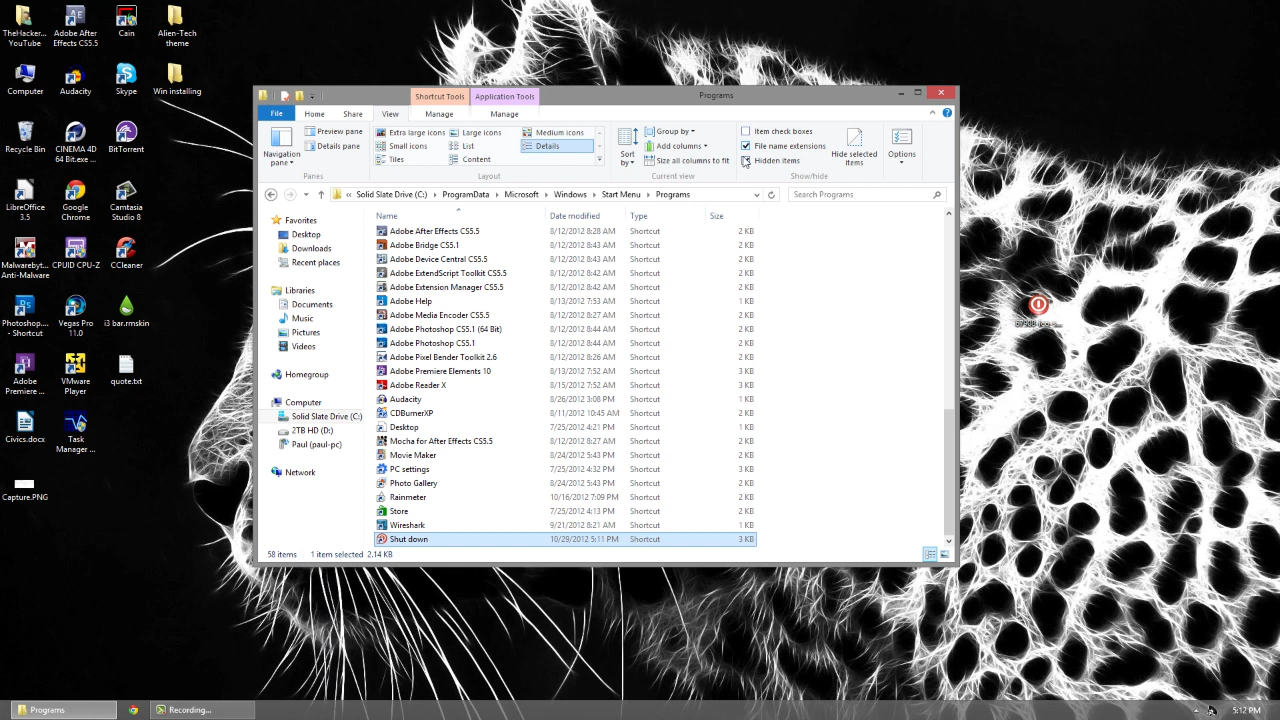 TheHacker...
YouTube
Adobe After
Effects CS5.5
Cain
Alien-Tech
theme
Computer
Audacity
Skype
Win installing
Recycle Bin
CINEMA 4D
64 Bit.exe ...
BitTorrent
LibreOffice
3.5
Google
Chrome
Camtasia
Studio 8
Malwarebyt...
Anti-Malware
CPUID CPU-Z
CCleaner
Photoshop....
- Shortcut
Vegas Pro
11.0
i3 bar.rmskin
Adobe
Premiere ...
VMware
Player
quote.txt
Civics.docx
Task
Manager ...
Capture.PNG
Shortcut Tools
Application Tools
Programs
File
Home
Share
View
Manage
Manage
Navigation
pane
Preview pane
Details pane
Panes
Extra large icons
Large icons
Medium icons
Small icons
List
Details
Tiles
Content
Layout
Sort
by
Group by
Add columns
Size all columns to fit
Current view
Item check boxes
File name extensions
Hidden items
Hide selected
items
Show/hide
Options
« Solid Slate Drive (C:) ProgramData Microsoft Windows Start Menu Programs
Search Programs
Favorites
Desktop
Downloads
Recent places
Libraries
Documents
Music
Pictures
Videos
Homegroup
Computer
Solid Slate Drive (C:)
2TB HD (D:)
Paul (paul-pc)
Network
Name Date modified Type Size
Adobe After Effects CS5.5 8/12/2012 8:28 AM Shortcut 2 KB
Adobe Bridge CS5.1 8/12/2012 8:43 AM Shortcut 2 KB
Adobe Device Central CS5.5 8/12/2012 8:43 AM Shortcut 2 KB
Adobe ExtendScript Toolkit CS5.5 8/12/2012 8:42 AM Shortcut 2 KB
Adobe Extension Manager CS5.5 8/12/2012 8:42 AM Shortcut 2 KB
Adobe Help 8/13/2012 7:53 AM Shortcut 1 KB
Adobe Media Encoder CS5.5 8/12/2012 8:27 AM Shortcut 2 KB
Adobe Photoshop CS5.1 (64 Bit) 8/12/2012 8:44 AM Shortcut 2 KB
Adobe Photoshop CS5.1 8/12/2012 8:44 AM Shortcut 2 KB
Adobe Pixel Bender Toolkit 2.6 8/12/2012 8:26 AM Shortcut 2 KB
Adobe Premiere Elements 10 8/13/2012 7:52 AM Shortcut 3 KB
Adobe Reader X 8/15/2012 7:52 AM Shortcut 3 KB
Audacity 8/26/2012 3:08 PM Shortcut 1 KB
CDBurnerXP 8/11/2012 10:45 AM Shortcut 2 KB
Desktop 7/25/2012 4:21 PM Shortcut 1 KB
Mocha for After Effects CS5.5 8/12/2012 8:27 AM Shortcut 2 KB
Movie Maker 8/24/2012 5:43 PM Shortcut 2 KB
PC settings 7/25/2012 4:32 PM Shortcut 3 KB
Photo Gallery 8/24/2012 5:43 PM Shortcut 2 KB
Rainmeter 10/16/2012 7:09 PM Shortcut 2 KB
Store 7/25/2012 4:13 PM Shortcut 2 KB
Wireshark 9/21/2012 8:21 AM Shortcut 1 KB
Shut down 10/29/2012 5:11 PM Shortcut 3 KB
58 items 1 item selected 2.14 KB
Programs
Recording...
5:12 PM